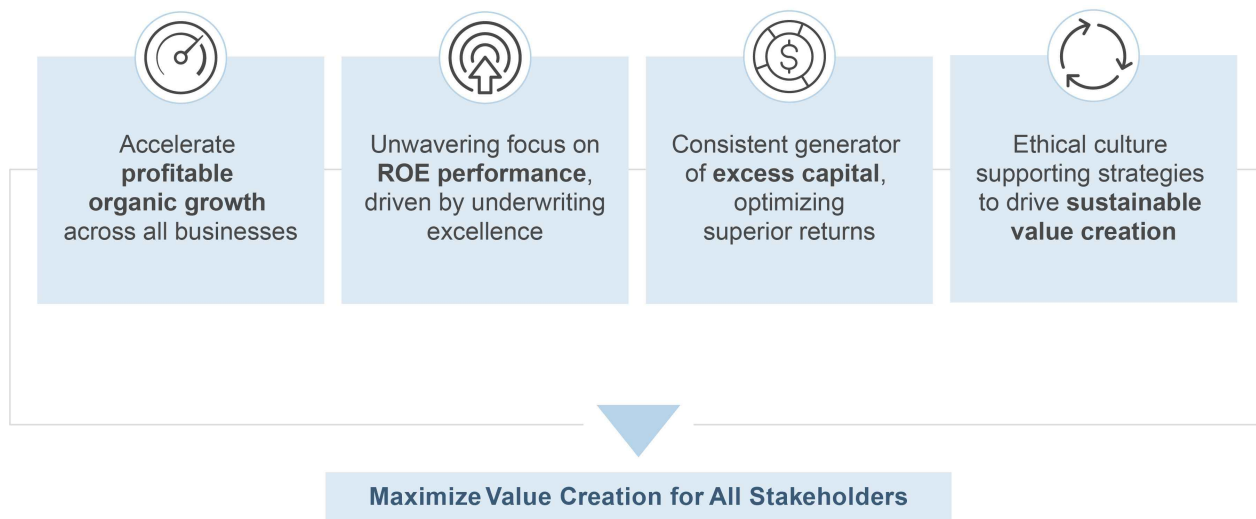 Accelerate
profitable
organic growth
across all businesses
Unwavering focus on
ROE performance,
driven by underwriting
excellence
Consistent generator
of excess capital,
optimizing
superior returns
Ethical culture
supporting strategies
to drive sustainable
value creation
$
Maximize Value Creation for All Stakeholders